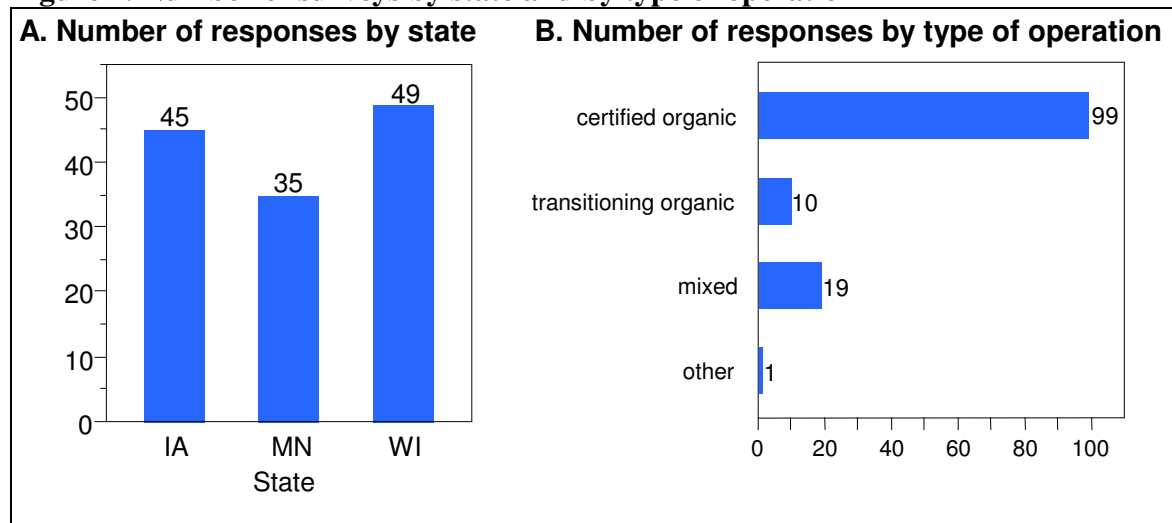 A. Number of responses by state
50
40
30
20
10
0
45
35
49
IA MN WI
State
B. Number of responses by type of operation
certified organic 99
transitioning organic 10
mixed 19
other 1
0 20 40 60 80 100